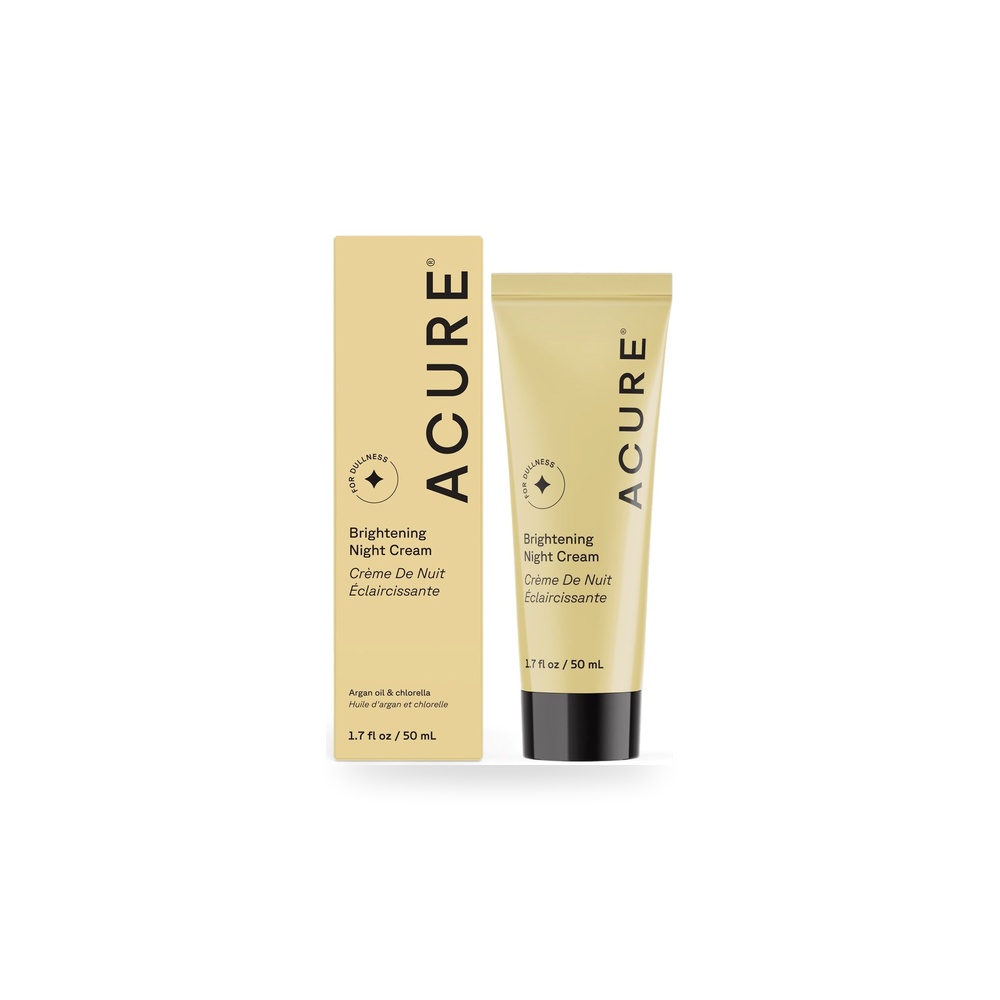 ACURE®
FOR DULLNESS
Brightening
Night Cream
Crème De Nuit
Éclaircissante
Argan oil & chlorella
Huile d'argan et chlorelle
1.7 fl oz / 50 mL
ACURE®
FOR DULLNESS
Brightening
Night Cream
Crème De Nuit
Éclaircissante
1.7 fl oz / 50 mL